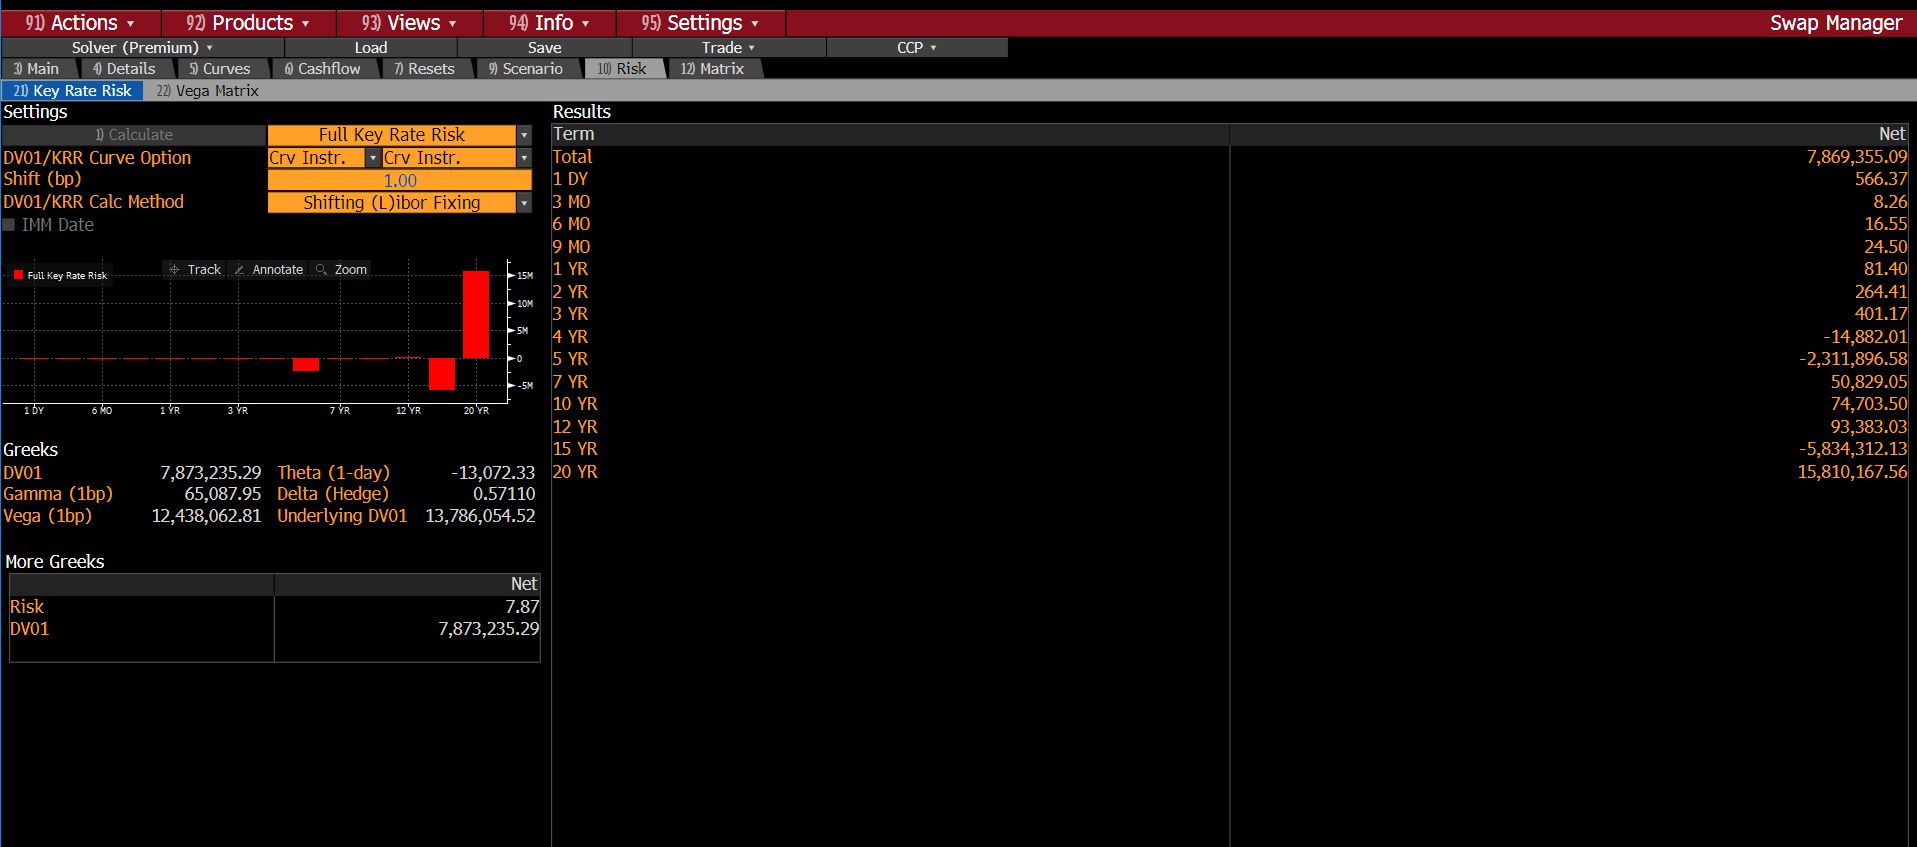 91) Actions 92) Products 93) Views 94) Info 95) Settings Swap Manager
Solver (Premium) Load Save Trade CCP
3) Main 4) Details 5) Curves 6) Cashflow 7) Resets 9) Scenario 10) Risk 12) Matrix
21) Key Rate Risk 22) Vega Matrix
Settings
1) Calculate Full Key Rate Risk
DV01/KRR Curve Option Crv Instr. Crv Instr.
Shift (bp) 1.00
DV01/KRR Calc Method Shifting (L)ibor Fixing
IMM Date
Full Key Rate Risk Track Annotate Zoom
15M
10M
5M
0
-5M
1 DY 6 MO 1 YR 3 YR 7 YR 12 YR 20 YR
Greeks
DV01 7,873,235.29 Theta (1-day) -13,072.33
Gamma (1bp) 65,087.95 Delta (Hedge) 0.57110
Vega (1bp) 12,438,062.81 Underlying DV01 13,786,054.52
More Greeks
Net
Risk 7.87
DV01 7,873,235.29
Results
Term Net
Total 7,869,355.09
1 DY 566.37
3 MO 8.26
6 MO 16.55
9 MO 24.50
1 YR 81.40
2 YR 264.41
3 YR 401.17
4 YR -14,882.01
5 YR -2,311,896.58
7 YR 50,829.05
10 YR 74,703.50
12 YR 93,383.03
15 YR -5,834,312.13
20 YR 15,810,167.56